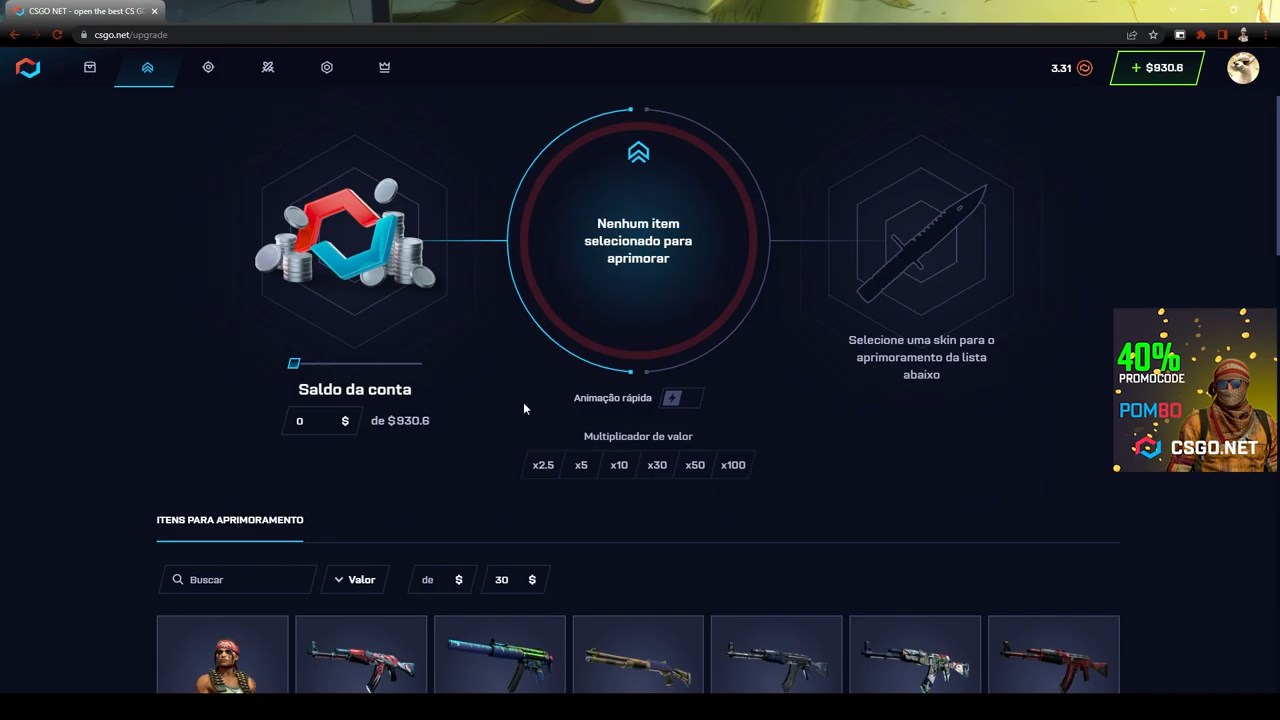 CSGO NET - open the best CS G
csgo.net/upgrade
3.31
+ $930.6
Nenhum item
selecionado para
aprimorar
Selecione uma skin para o
aprimoramento da lista
abaixo
Saldo da conta
0 $ de $930.6
Animação rápida
Multiplicador de valor
x2.5 x5 x10 x30 x50 x100
40%
PROMOCODE
POMBO
CSGO.NET
ITENS PARA APRIMORAMENTO
Buscar Valor de $ 30 $